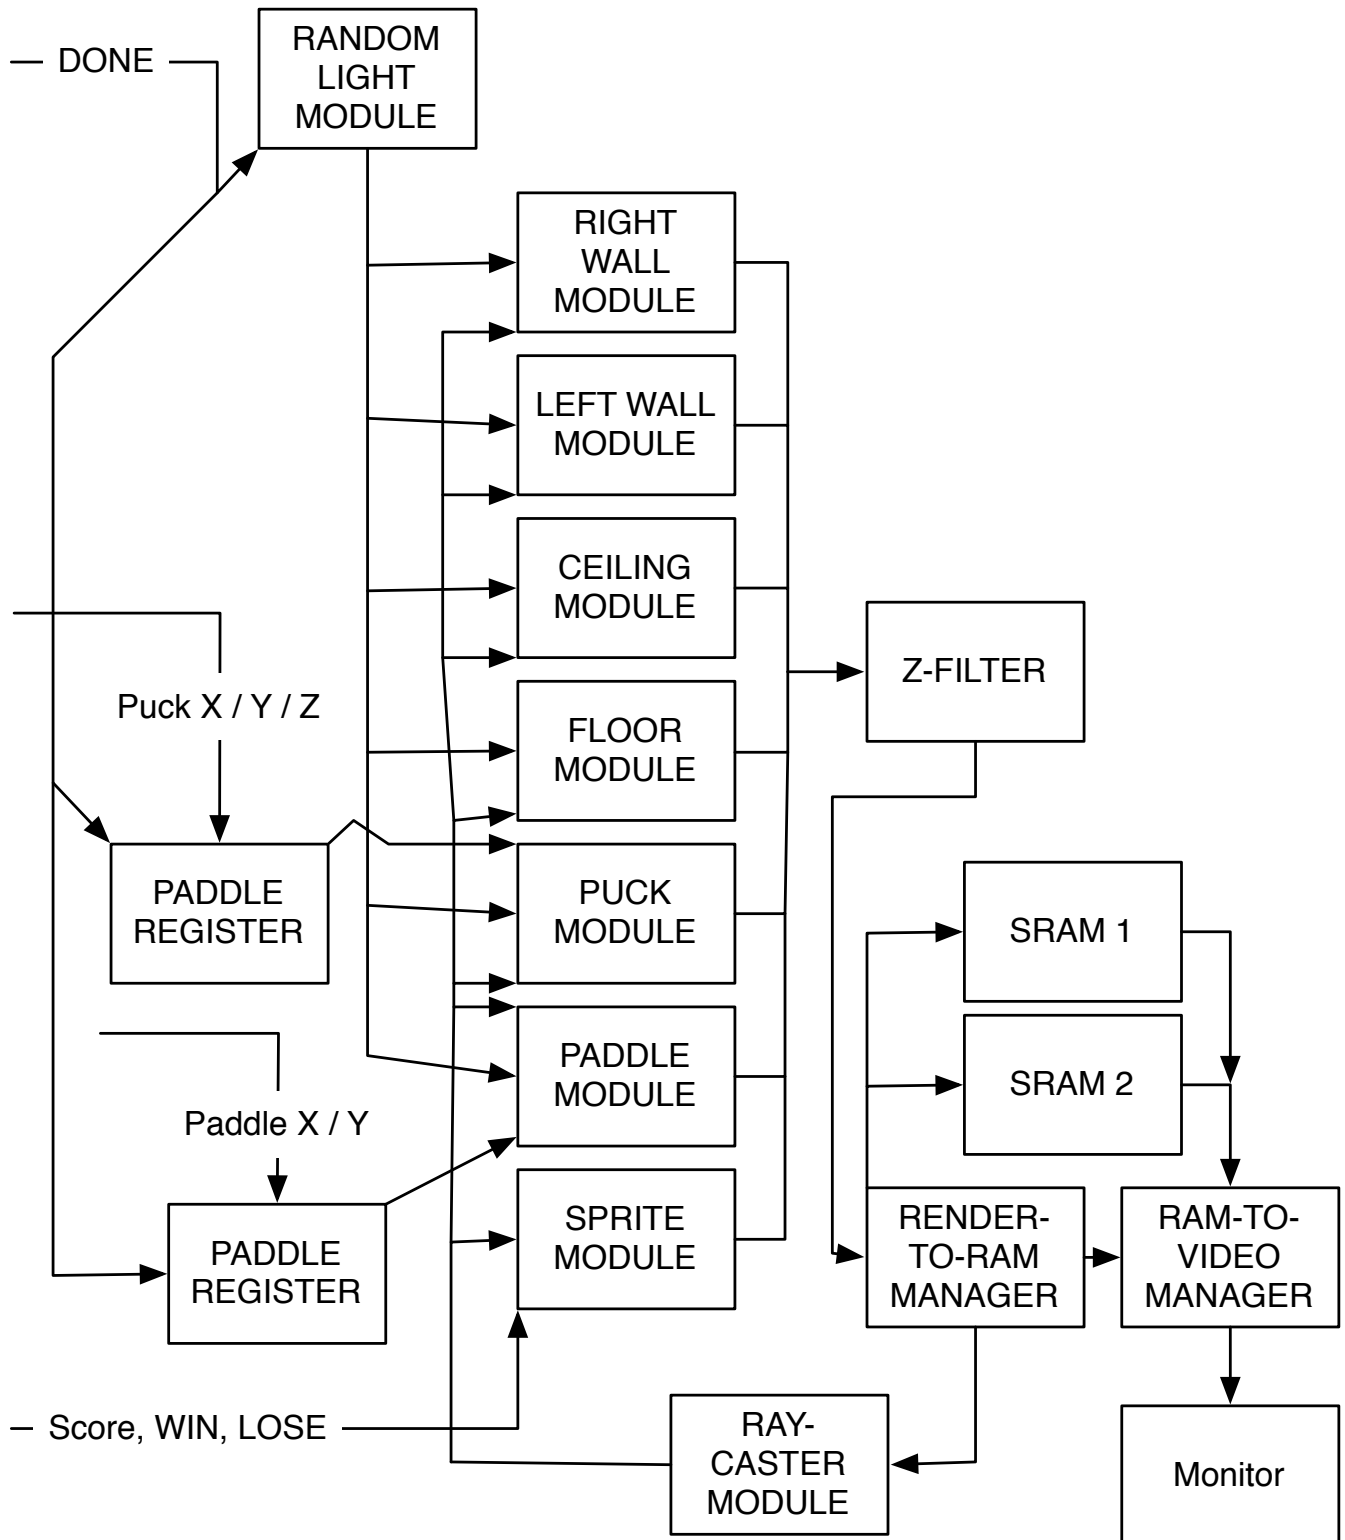 RANDOM
LIGHT
MODULE
DONE
RIGHT
WALL
MODULE
LEFT WALL
MODULE
CEILING
MODULE
Z-FILTER
Puck X / Y / Z
FLOOR
MODULE
PADDLE
REGISTER
PUCK
MODULE
SRAM 1
PADDLE
MODULE
SRAM 2
Paddle X / Y
PADDLE
REGISTER
SPRITE
MODULE
RENDER-
TO-RAM
MANAGER
RAM-TO-
VIDEO
MANAGER
Score, WIN, LOSE
RAY-
CASTER
MODULE
Monitor